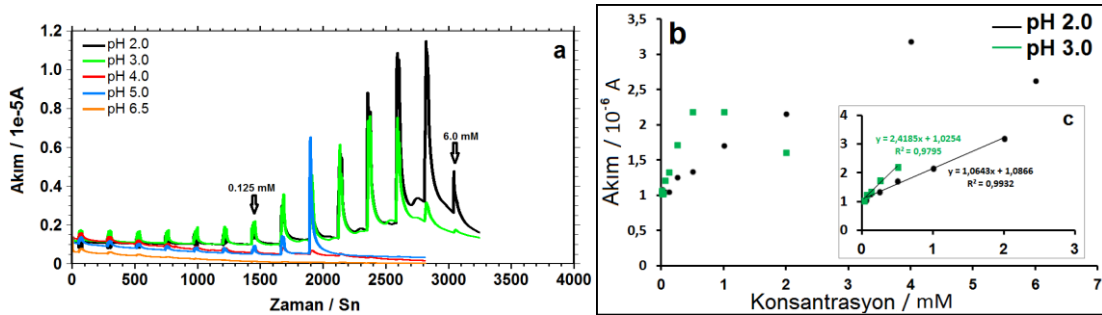 a
Akım / 1e-5A
1.2
1.0
0.8
0.6
0.4
0.2
0.0
pH 2.0
pH 3.0
pH 4.0
pH 5.0
pH 6.5
0.125 mM
6.0 mM
0 500 1000 1500 2000 2500 3000 3500 4000
Zaman / Sn
b
Akım / 10⁻⁶ A
3,5
3
2,5
2
1,5
1
0,5
0
pH 2.0
pH 3.0
c
4
3
2
1
0
y = 2,4185x + 1,0254
R² = 0,9795
y = 1,0643x + 1,0866
R² = 0,9932
0 1 2 3
0 1 2 3 4 5 6 7
Konsantrasyon / mM